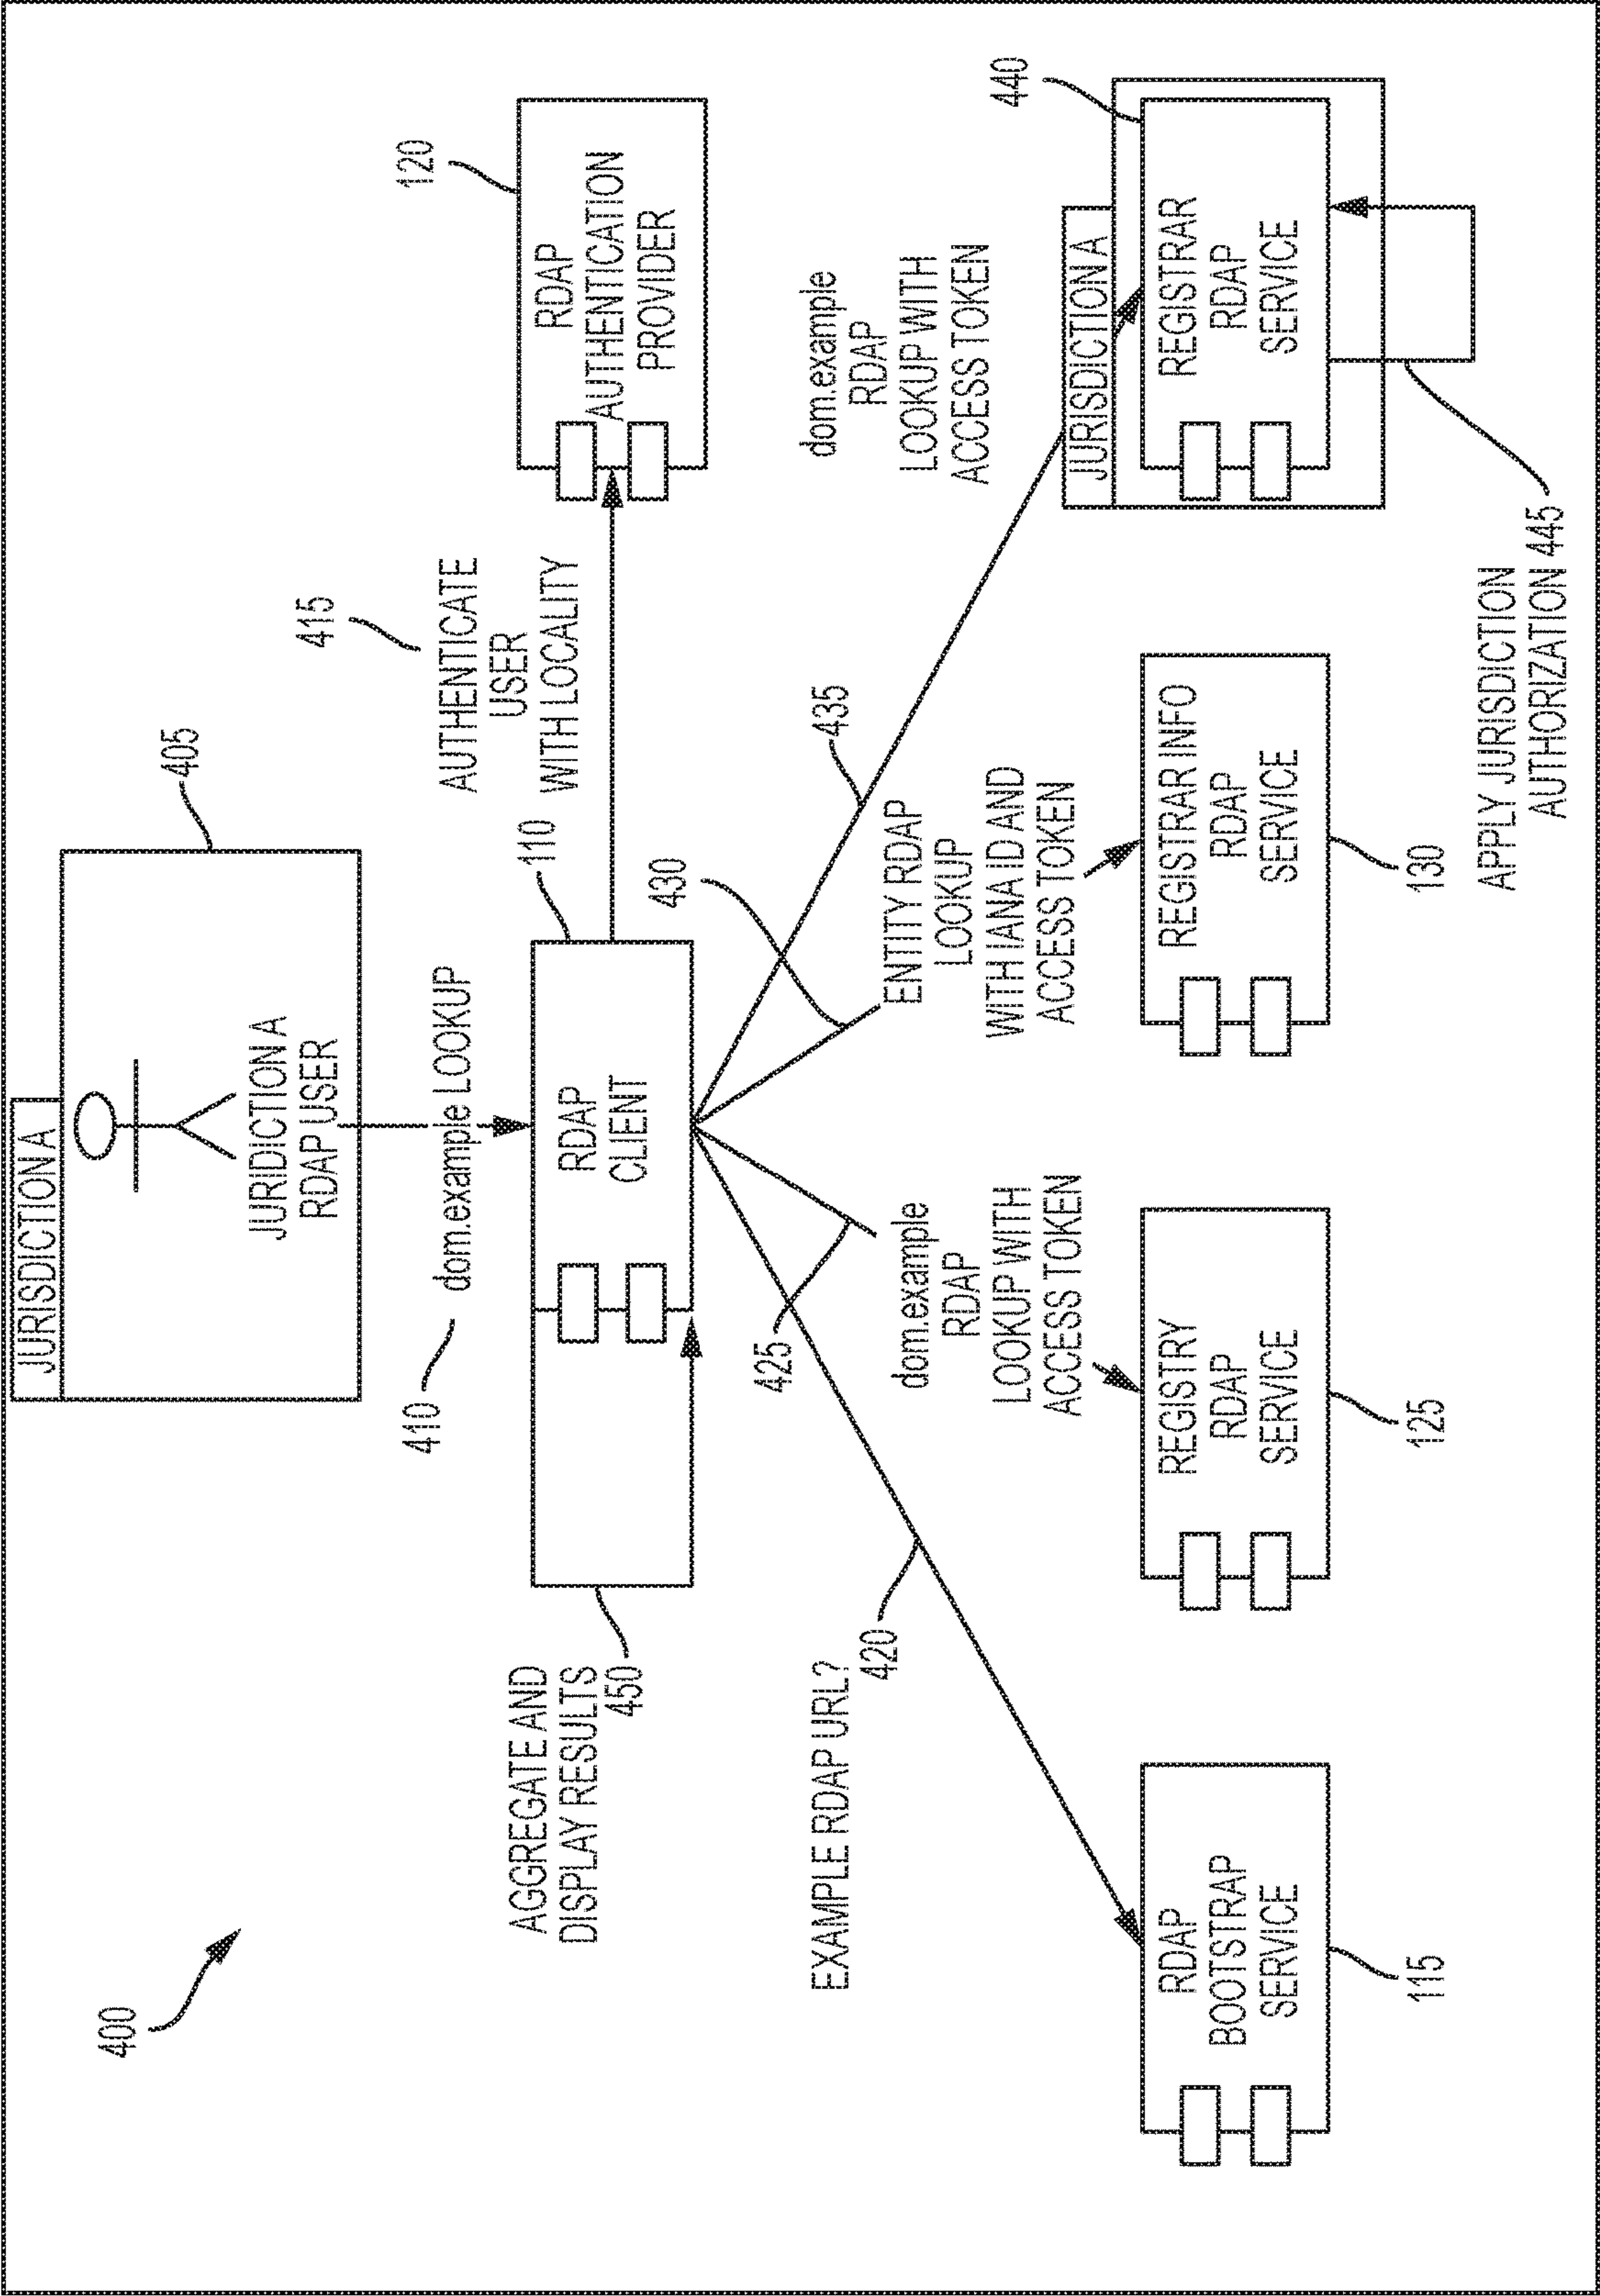 400
JURISDICTION A
JURIDICTION A
RDAP USER
405
410
dom.example LOOKUP
415
AUTHENTICATE
USER
WITH LOCALITY
120
RDAP
AUTHENTICATION
PROVIDER
AGGREGATE AND
DISPLAY RESULTS
450
RDAP
CLIENT
110
EXAMPLE RDAP URL?
420
425
dom.example
RDAP
LOOKUP WITH
ACCESS TOKEN
430
ENTITY RDAP
LOOKUP
WITH IANA ID AND
ACCESS TOKEN
435
dom.example
RDAP
LOOKUP WITH
ACCESS TOKEN
440
JURISDICTION A
RDAP
BOOTSTRAP
SERVICE
115
REGISTRY
RDAP
SERVICE
125
REGISTRAR INFO
RDAP
SERVICE
130
REGISTRAR
RDAP
SERVICE
APPLY JURISDICTION
AUTHORIZATION 445